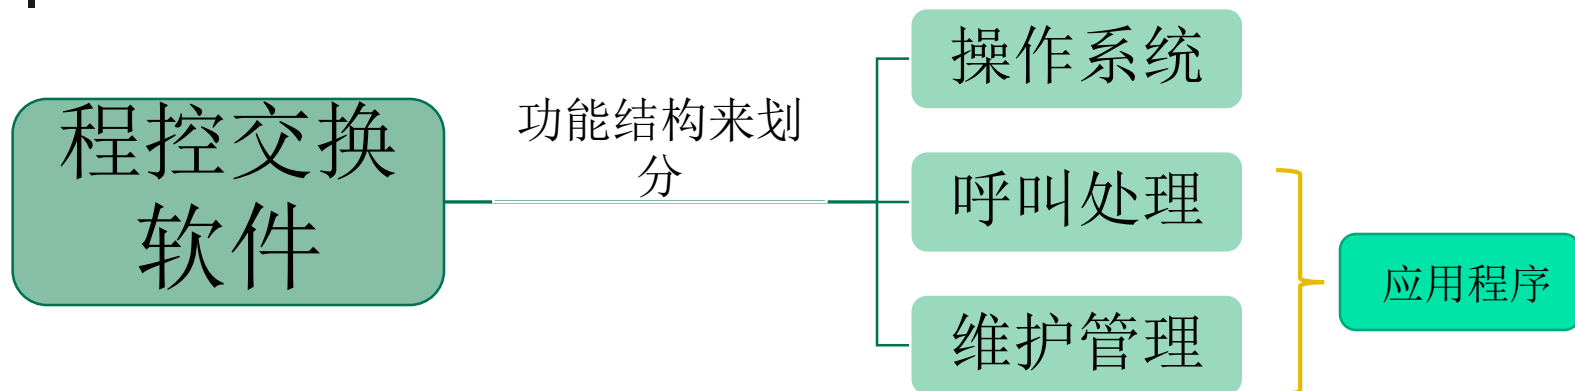 程控交换
软件
功能结构来划
分
操作系统
呼叫处理
维护管理
应用程序